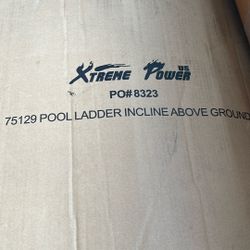 XTREME POWER US
PO# 8323
75129 POOL LADDER INCLINE ABOVE GROUND